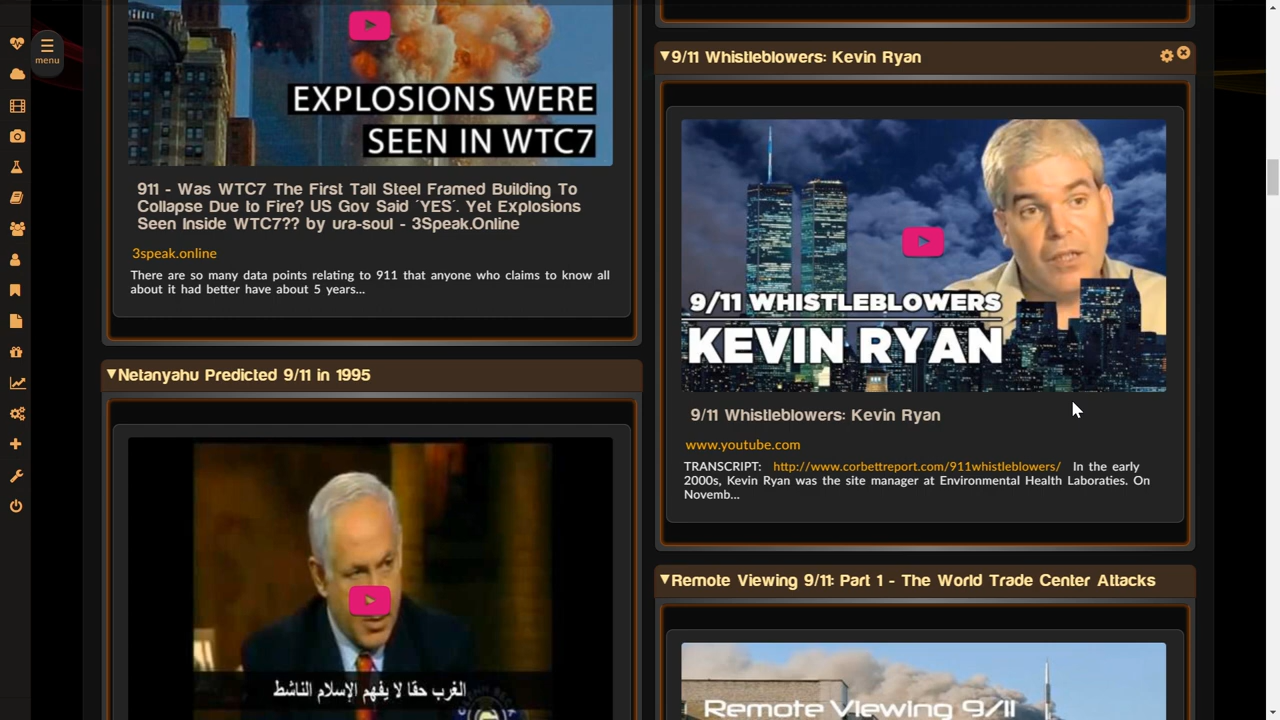 menu
EXPLOSIONS WERE
SEEN IN WTC7
911 - Was WTC7 The First Tall Steel Framed Building To
Collapse Due to Fire? US Gov Said ´YES´. Yet Explosions
Seen Inside WTC7?? by ura-soul - 3Speak.Online
3speak.online
There are so many data points relating to 911 that anyone who claims to know all
about it had better have about 5 years...
▼Netanyahu Predicted 9/11 in 1995
الغرب حقا لا يفهم الإسلام الناشط
▼9/11 Whistleblowers: Kevin Ryan
9/11 WHISTLEBLOWERS
KEVIN RYAN
9/11 Whistleblowers: Kevin Ryan
www.youtube.com
TRANSCRIPT: http://www.corbettreport.com/911whistleblowers/ In the early
2000s, Kevin Ryan was the site manager at Environmental Health Laboraties. On
Novemb...
▼Remote Viewing 9/11: Part 1 - The World Trade Center Attacks
Remote Viewing 9/11